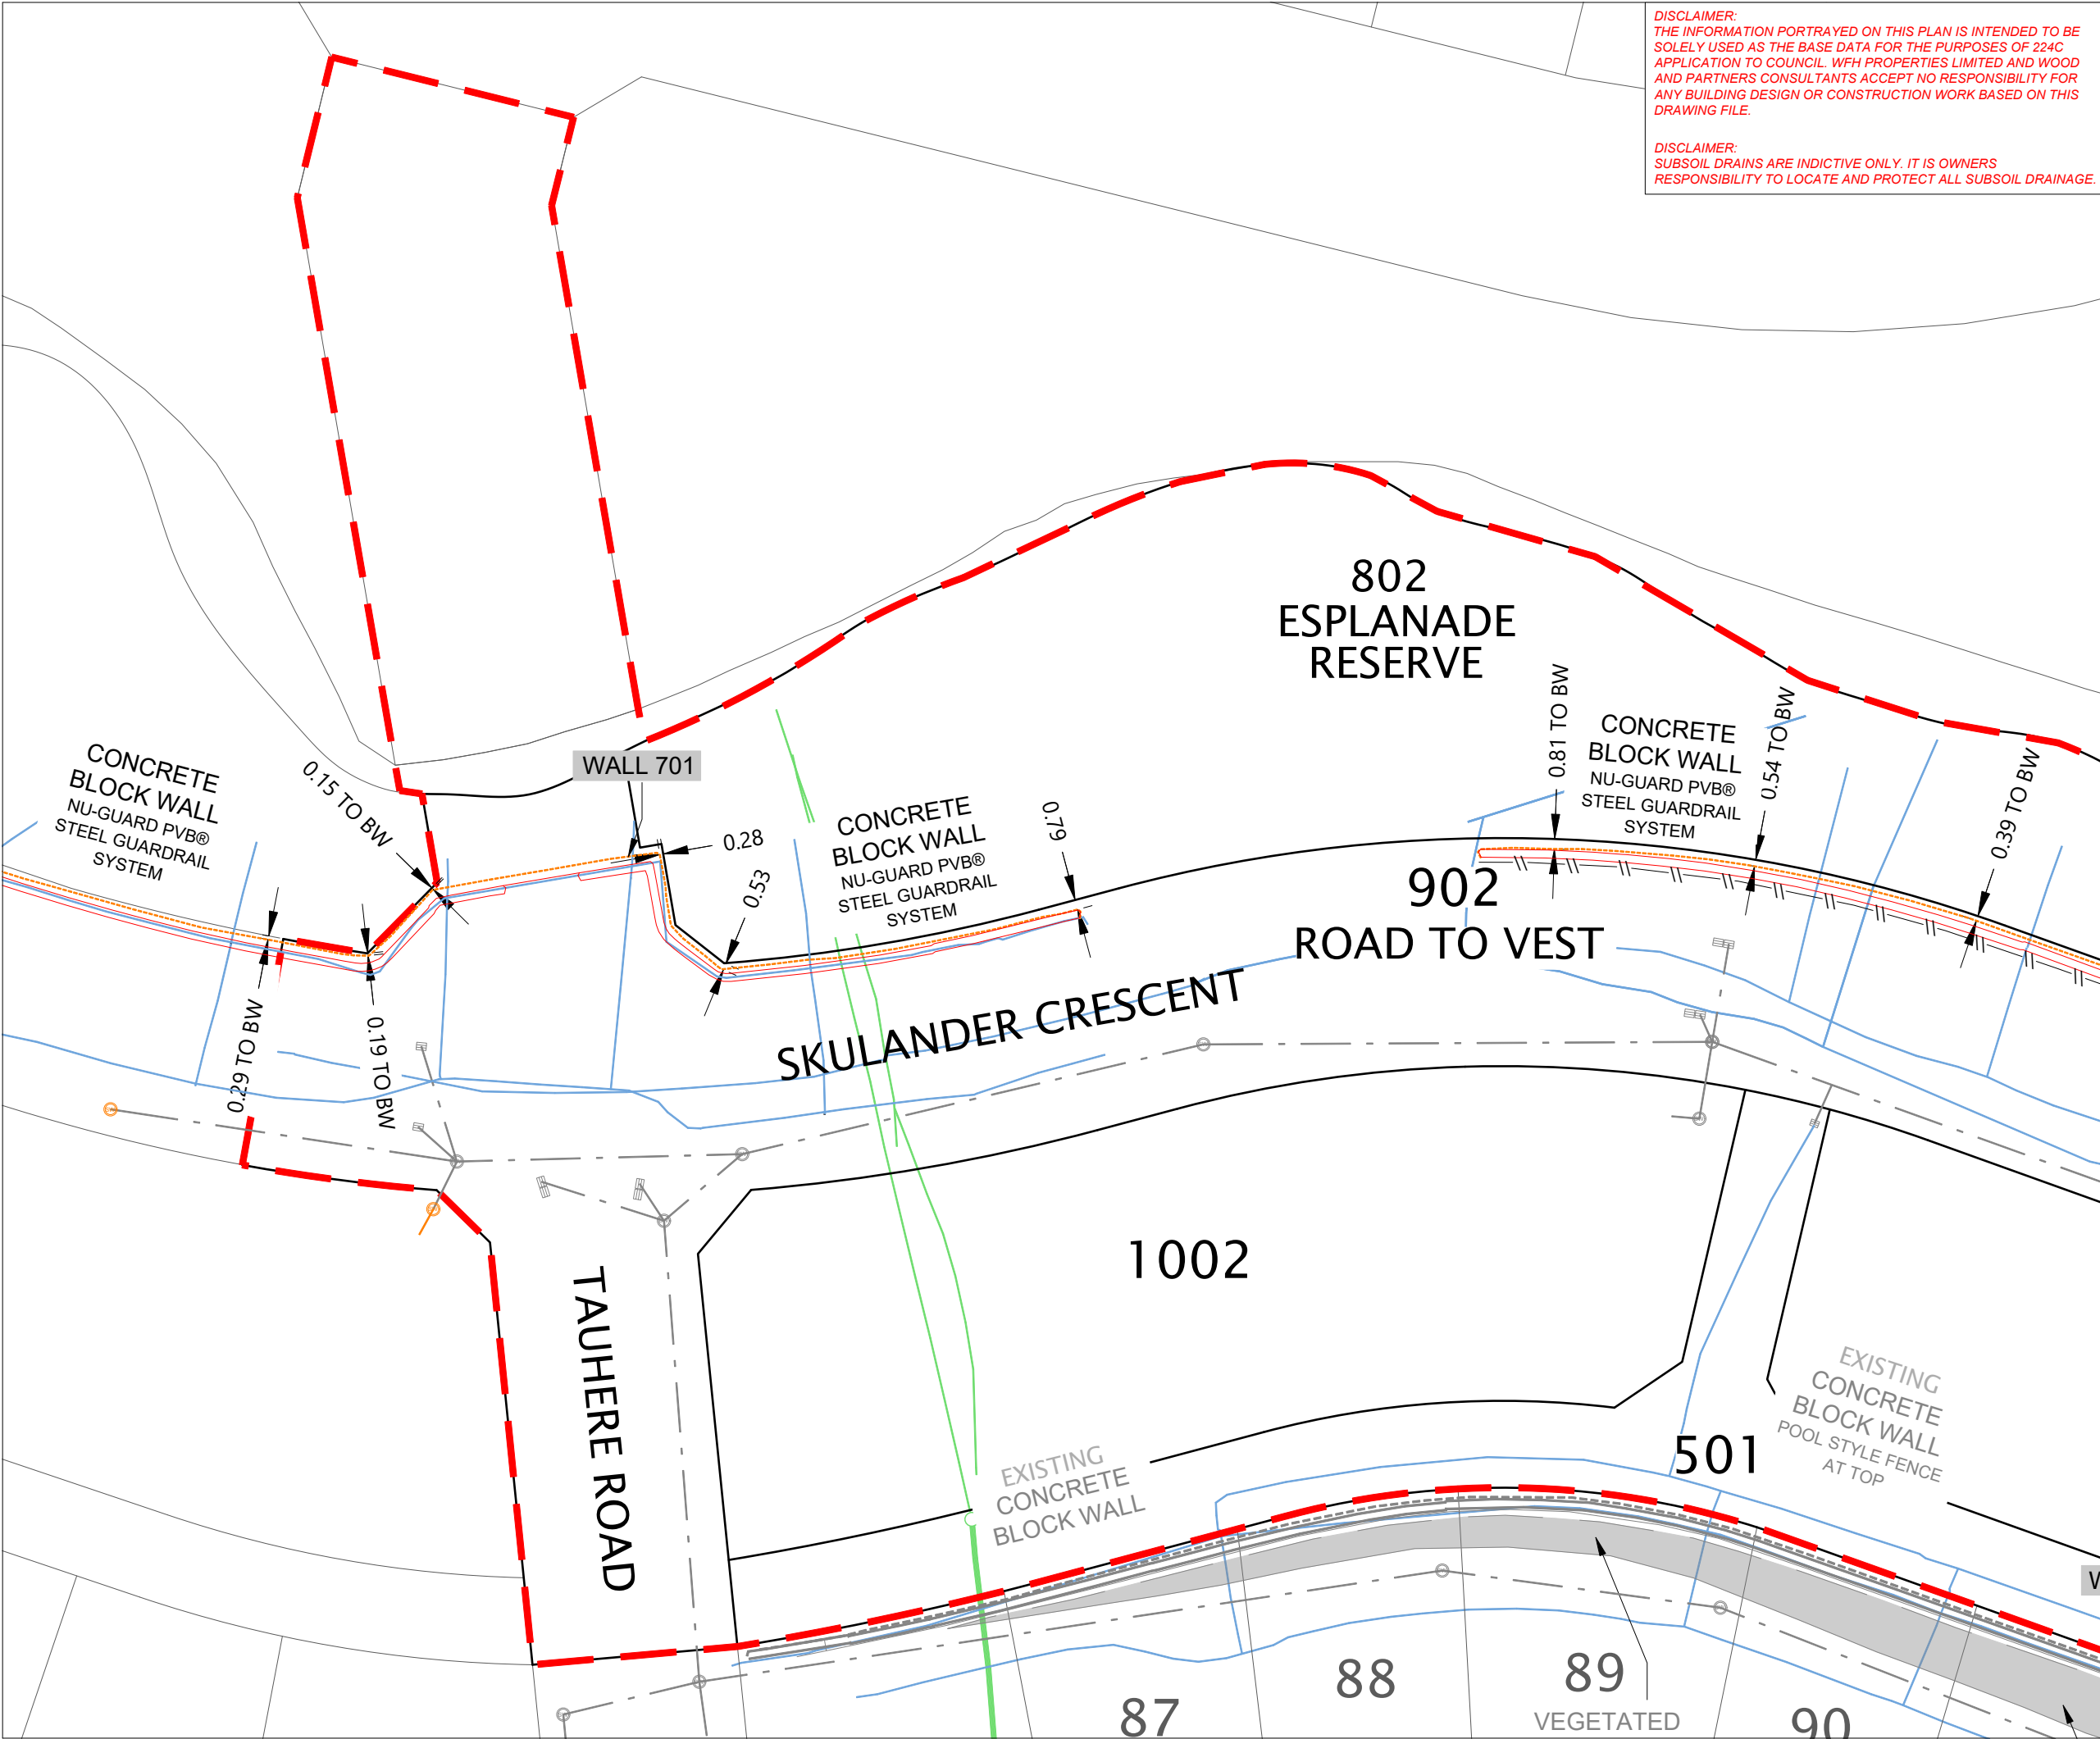 DISCLAIMER:
THE INFORMATION PORTRAYED ON THIS PLAN IS INTENDED TO BE
SOLELY USED AS THE BASE DATA FOR THE PURPOSES OF 224C
APPLICATION TO COUNCIL. WFH PROPERTIES LIMITED AND WOOD
AND PARTNERS CONSULTANTS ACCEPT NO RESPONSIBILITY FOR
ANY BUILDING DESIGN OR CONSTRUCTION WORK BASED ON THIS
DRAWING FILE.
DISCLAIMER:
SUBSOIL DRAINS ARE INDICTIVE ONLY. IT IS OWNERS
RESPONSIBILITY TO LOCATE AND PROTECT ALL SUBSOIL DRAINAGE.
802
ESPLANADE
RESERVE
CONCRETE
BLOCK WALL
NU-GUARD PVB®
STEEL GUARDRAIL
SYSTEM
0.15 TO BW
WALL 701
0.28
0.53
CONCRETE
BLOCK WALL
NU-GUARD PVB®
STEEL GUARDRAIL
SYSTEM
0.79
0.81 TO BW
CONCRETE
BLOCK WALL
NU-GUARD PVB®
STEEL GUARDRAIL
SYSTEM
0.54 TO BW
0.39 TO BW
902
ROAD TO VEST
0.29 TO BW
0.19 TO BW
SKULANDER CRESCENT
1002
TAUHERE ROAD
EXISTING
CONCRETE
BLOCK WALL
501
EXISTING
CONCRETE
BLOCK WALL
POOL STYLE FENCE
AT TOP
87
88
89
VEGETATED
90